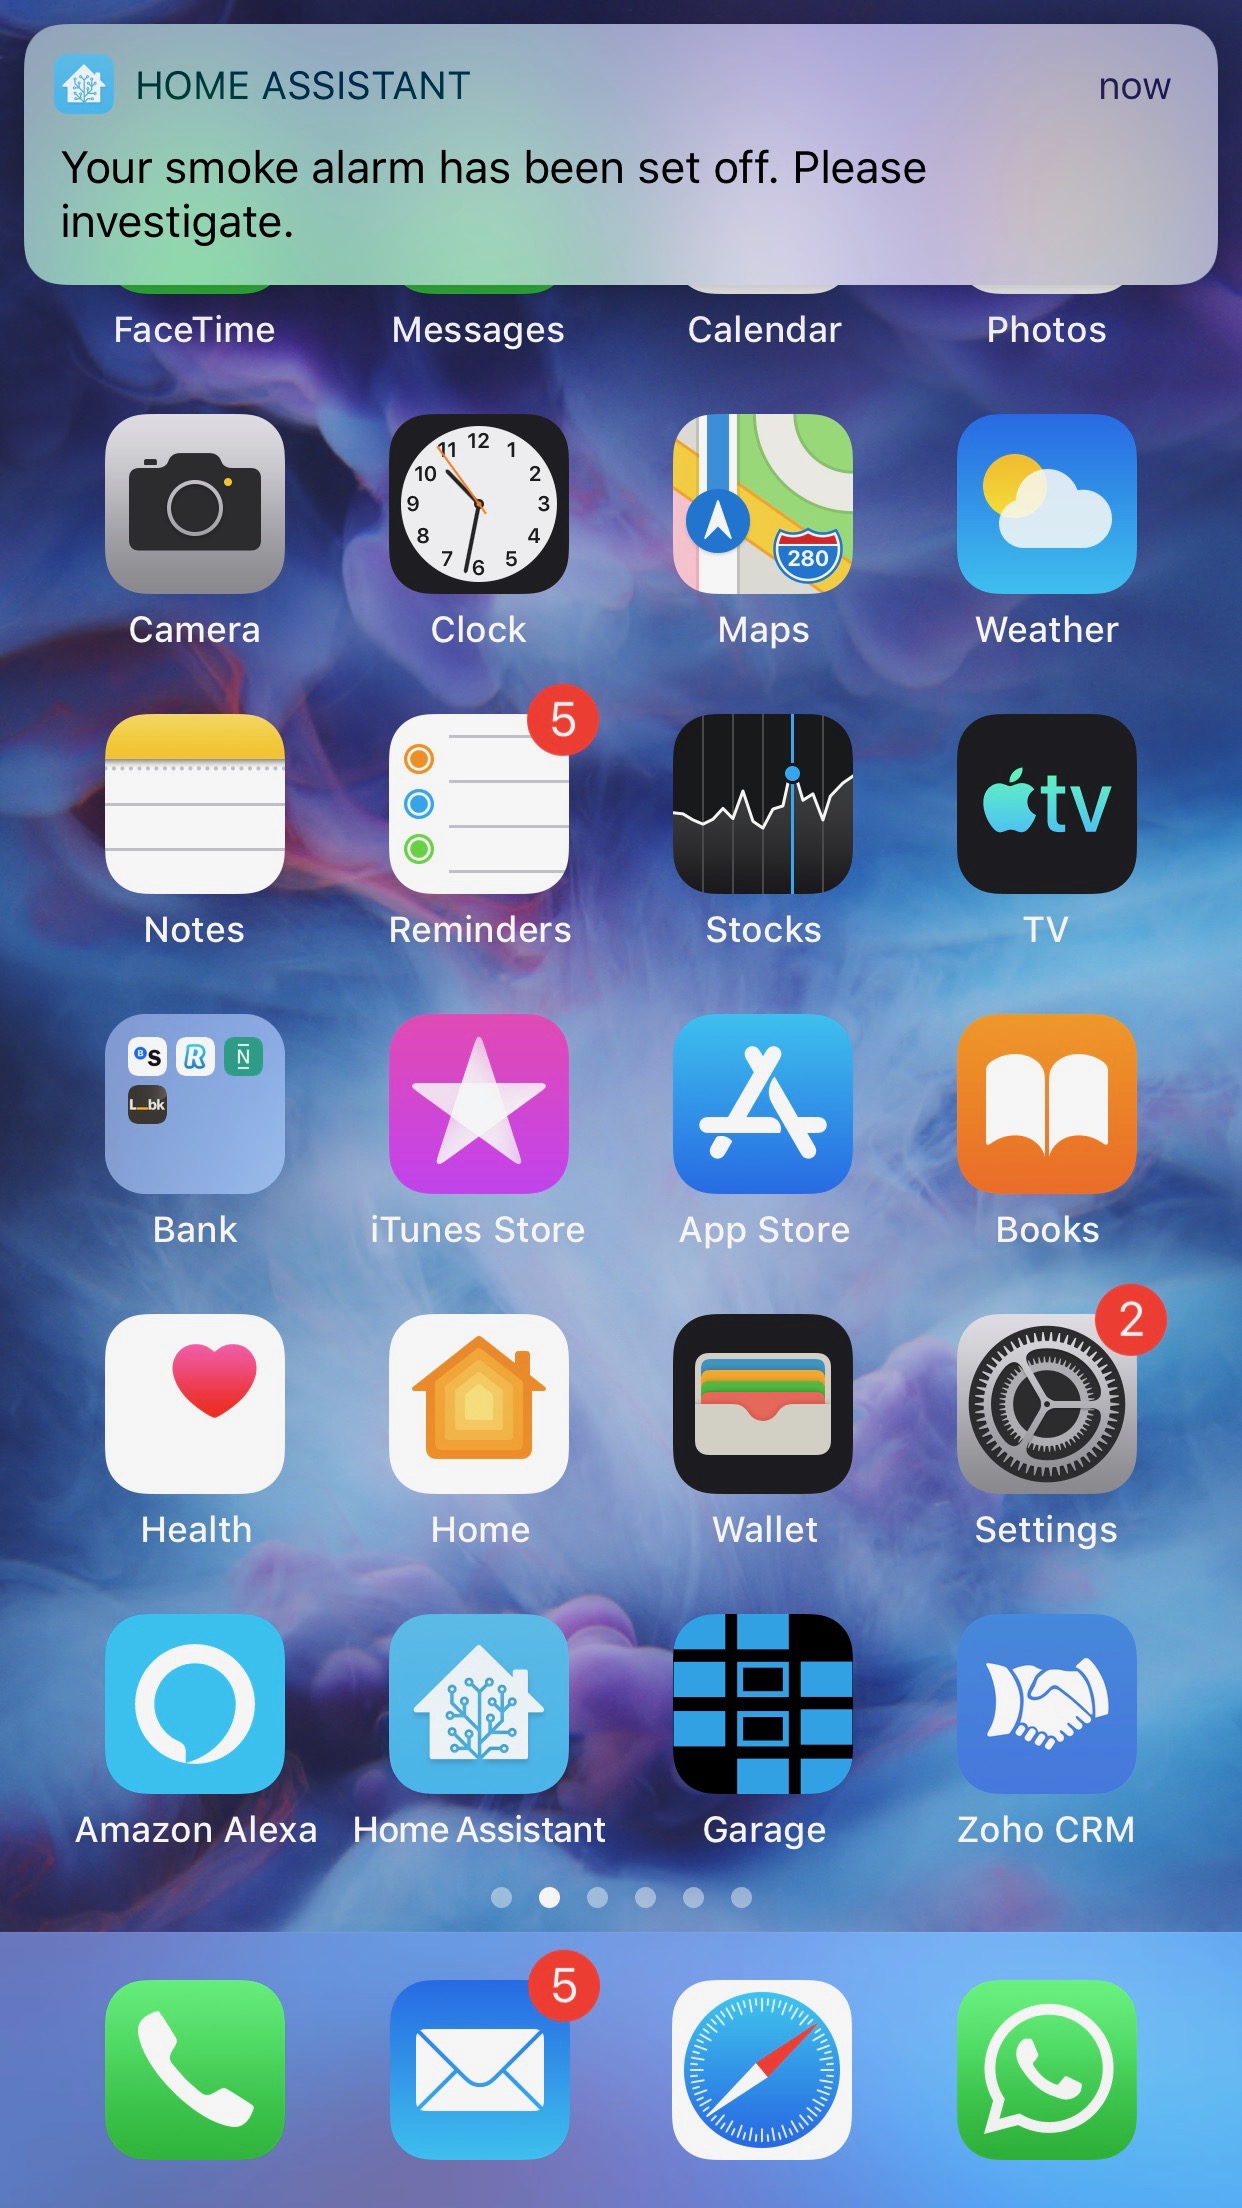 HOME ASSISTANT now
Your smoke alarm has been set off. Please
investigate.
FaceTime Messages Calendar Photos
12
11 1
10 2
9 3
8 4
7 5
6
280
Camera Clock Maps Weather
5
tv
Notes Reminders Stocks TV
BS R N
L_bk
Bank iTunes Store App Store Books
2
Health Home Wallet Settings
Amazon Alexa Home Assistant Garage Zoho CRM
5